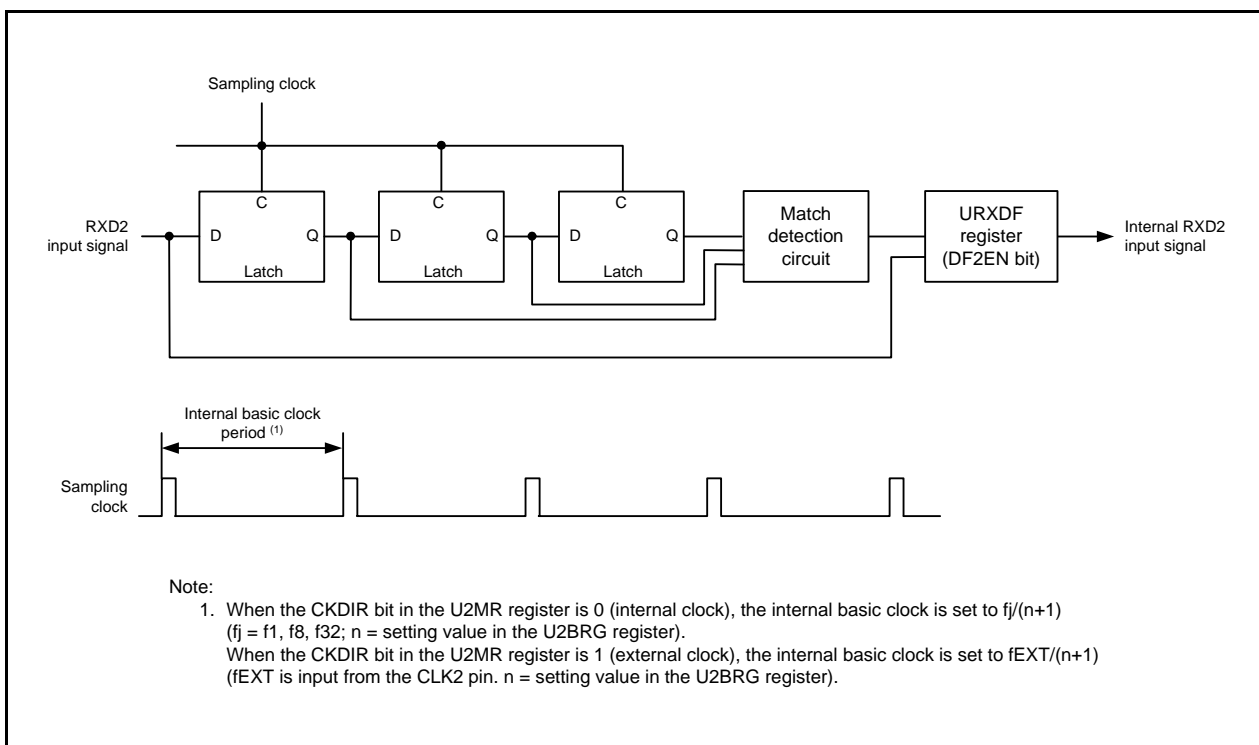 Sampling clock
C
C
C
RXD2
input signal
D
Q
D
Q
D
Q
Latch
Latch
Latch
Match
detection
circuit
URXDF
register
(DF2EN bit)
Internal RXD2
input signal
Internal basic clock
period (1)
Sampling
clock
Note:
1. When the CKDIR bit in the U2MR register is 0 (internal clock), the internal basic clock is set to fj/(n+1)
(fj = f1, f8, f32; n = setting value in the U2BRG register).
When the CKDIR bit in the U2MR register is 1 (external clock), the internal basic clock is set to fEXT/(n+1)
(fEXT is input from the CLK2 pin. n = setting value in the U2BRG register).